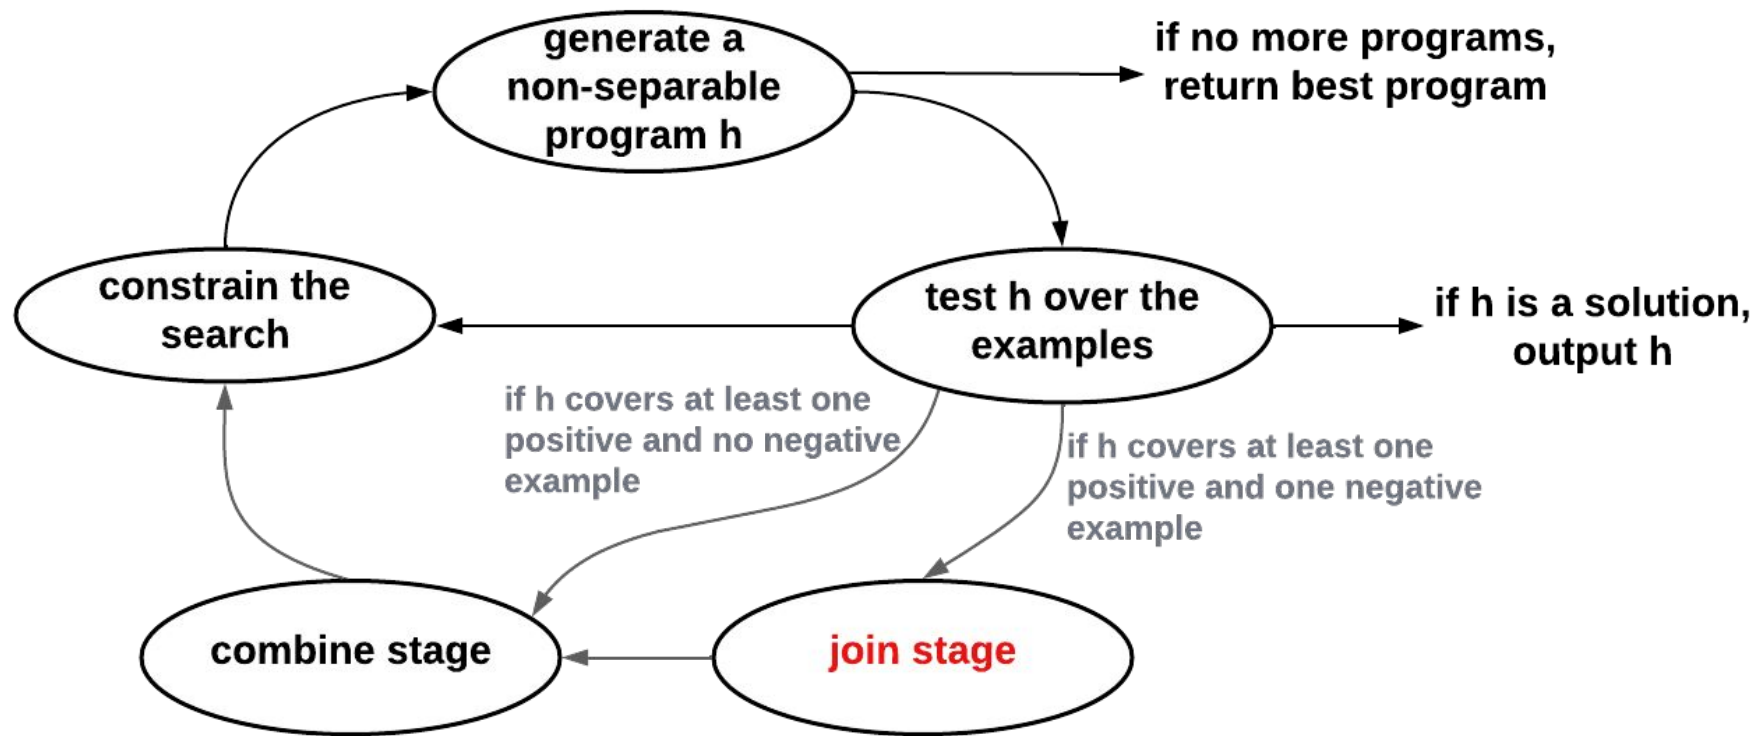 generate a
non-separable
program h
if no more programs,
return best program
constrain the
search
test h over the
examples
if h is a solution,
output h
if h covers at least one
positive and no negative
example
if h covers at least one
positive and one negative
example
combine stage
join stage